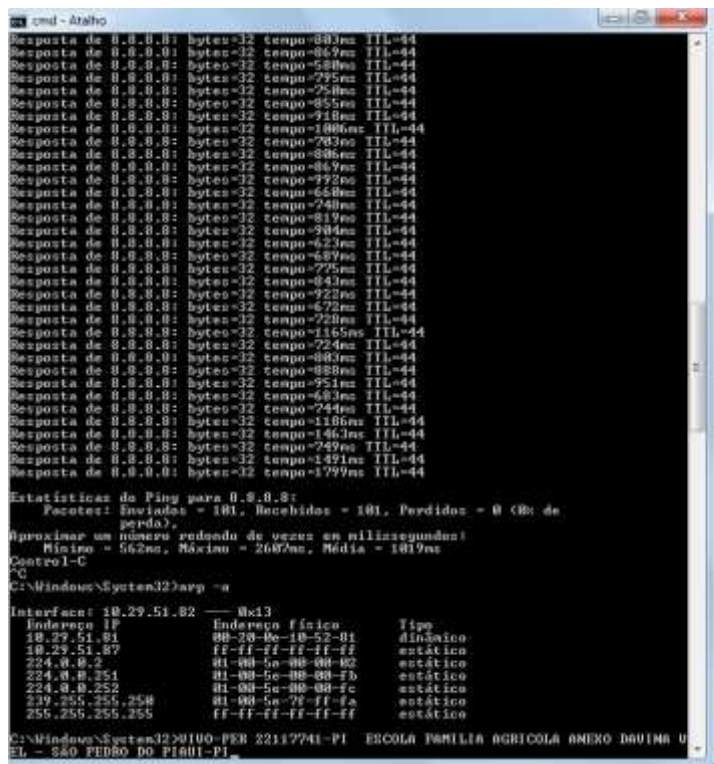 cmd - Atalho
Resposta de 8.8.8.8: bytes=32 tempo=803ms TTL=44
Resposta de 8.8.8.8: bytes=32 tempo=869ms TTL=44
Resposta de 8.8.8.8: bytes=32 tempo=580ms TTL=44
Resposta de 8.8.8.8: bytes=32 tempo=795ms TTL=44
Resposta de 8.8.8.8: bytes=32 tempo=750ms TTL=44
Resposta de 8.8.8.8: bytes=32 tempo=855ms TTL=44
Resposta de 8.8.8.8: bytes=32 tempo=918ms TTL=44
Resposta de 8.8.8.8: bytes=32 tempo=1006ms TTL=44
Resposta de 8.8.8.8: bytes=32 tempo=703ms TTL=44
Resposta de 8.8.8.8: bytes=32 tempo=806ms TTL=44
Resposta de 8.8.8.8: bytes=32 tempo=869ms TTL=44
Resposta de 8.8.8.8: bytes=32 tempo=992ms TTL=44
Resposta de 8.8.8.8: bytes=32 tempo=660ms TTL=44
Resposta de 8.8.8.8: bytes=32 tempo=748ms TTL=44
Resposta de 8.8.8.8: bytes=32 tempo=819ms TTL=44
Resposta de 8.8.8.8: bytes=32 tempo=904ms TTL=44
Resposta de 8.8.8.8: bytes=32 tempo=623ms TTL=44
Resposta de 8.8.8.8: bytes=32 tempo=689ms TTL=44
Resposta de 8.8.8.8: bytes=32 tempo=775ms TTL=44
Resposta de 8.8.8.8: bytes=32 tempo=843ms TTL=44
Resposta de 8.8.8.8: bytes=32 tempo=922ms TTL=44
Resposta de 8.8.8.8: bytes=32 tempo=672ms TTL=44
Resposta de 8.8.8.8: bytes=32 tempo=728ms TTL=44
Resposta de 8.8.8.8: bytes=32 tempo=1165ms TTL=44
Resposta de 8.8.8.8: bytes=32 tempo=724ms TTL=44
Resposta de 8.8.8.8: bytes=32 tempo=803ms TTL=44
Resposta de 8.8.8.8: bytes=32 tempo=888ms TTL=44
Resposta de 8.8.8.8: bytes=32 tempo=951ms TTL=44
Resposta de 8.8.8.8: bytes=32 tempo=683ms TTL=44
Resposta de 8.8.8.8: bytes=32 tempo=744ms TTL=44
Resposta de 8.8.8.8: bytes=32 tempo=1186ms TTL=44
Resposta de 8.8.8.8: bytes=32 tempo=1463ms TTL=44
Resposta de 8.8.8.8: bytes=32 tempo=749ms TTL=44
Resposta de 8.8.8.8: bytes=32 tempo=1491ms TTL=44
Resposta de 8.8.8.8: bytes=32 tempo=1799ms TTL=44
Estatísticas do Ping para 8.8.8.8:
Pacotes: Enviados = 101, Recebidos = 101, Perdidos = 0 (0% de
perda),
Aproximar um número redondo de vezes em milissegundos:
Mínimo = 562ms, Máximo = 2607ms, Média = 1019ms
Control-C
^C
C:\Windows\System32>arp -a
Interface: 10.29.51.82 --- 0x13
Endereço IP Endereço físico Tipo
10.29.51.81 00-20-0e-10-52-81 dinâmico
10.29.51.87 ff-ff-ff-ff-ff-ff estático
224.0.0.2 01-00-5e-00-00-02 estático
224.0.0.251 01-00-5e-00-00-fb estático
224.0.0.252 01-00-5e-00-00-fc estático
239.255.255.250 01-00-5e-7f-ff-fa estático
255.255.255.255 ff-ff-ff-ff-ff-ff estático
C:\Windows\System32>VIVO-PER 22117741-PI ESCOLA FAMILIA AGRICOLA ANEXO DAVINA V
EL - SÃO PEDRO DO PIAUI-PI_